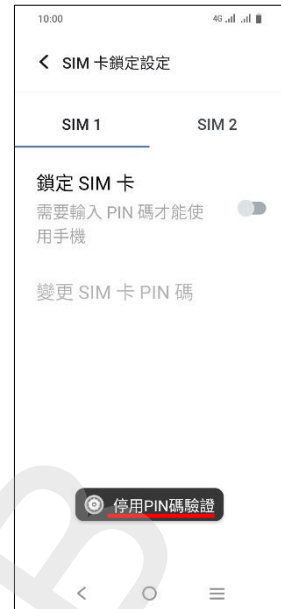 10:00
4G
SIM 卡鎖定設定
SIM 1
SIM 2
鎖定 SIM 卡
需要輸入 PIN 碼才能使
用手機
變更 SIM 卡 PIN 碼
停用PIN碼驗證